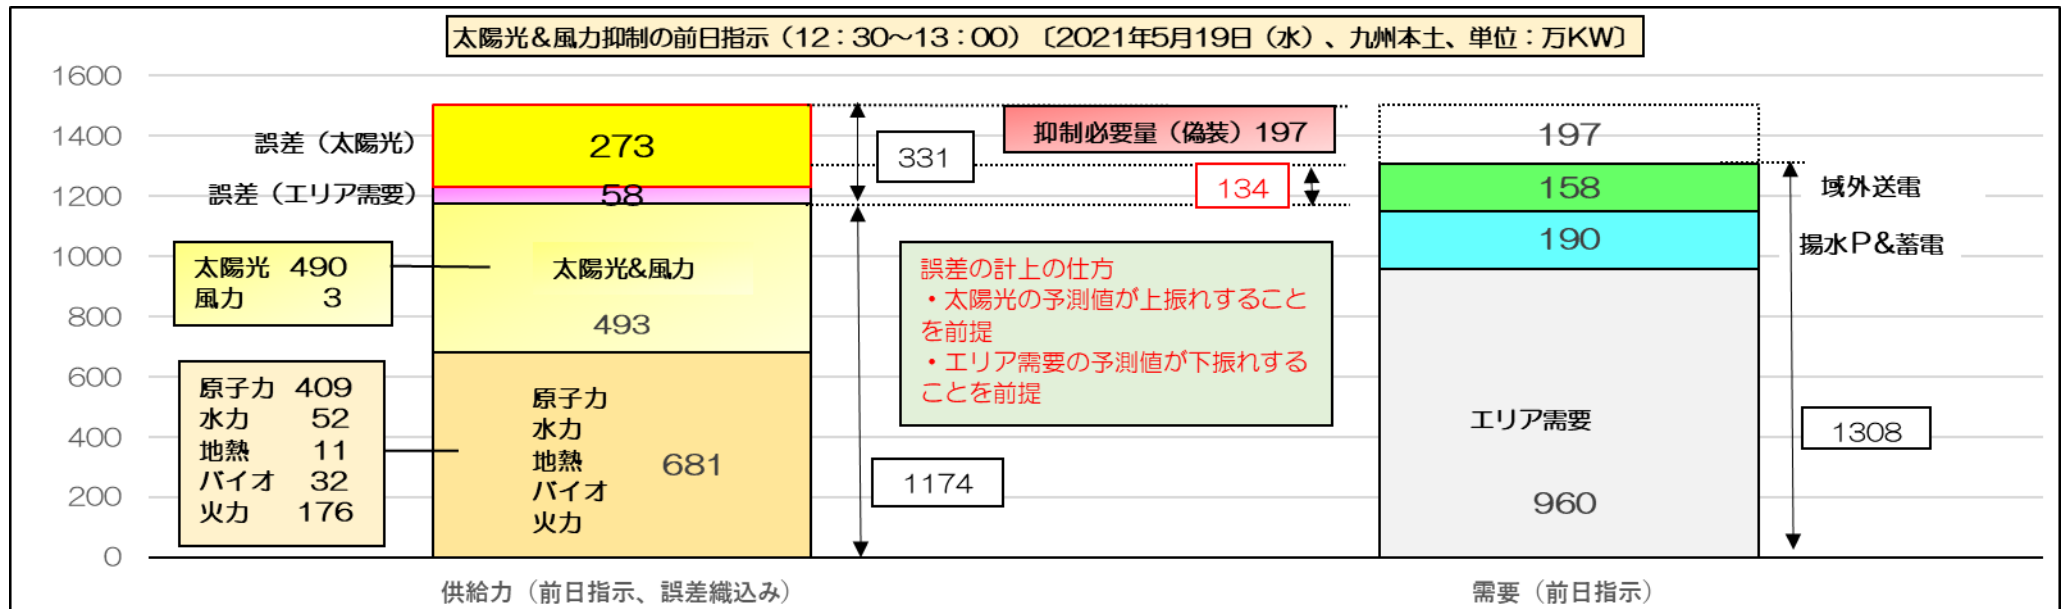 太陽光&風力抑制の前日指示（12：30～13：00）〔2021年5月19日（水）、九州本土、単位：万KW〕
1600
1400
1200
1000
800
600
400
200
0
誤差（太陽光）
誤差（エリア需要）
太陽光 490
風力 3
原子力 409
水力 52
地熱 11
バイオ 32
火力 176
273
58
太陽光&風力
493
原子力
水力
地熱
バイオ
火力
681
331
1174
抑制必要量（偽装）197
134
誤差の計上の仕方
・太陽光の予測値が上振れすること
を前提
・エリア需要の予測値が下振れする
ことを前提
197
158
190
エリア需要
960
域外送電
揚水P&蓄電
1308
供給力（前日指示、誤差織込み）
需要（前日指示）